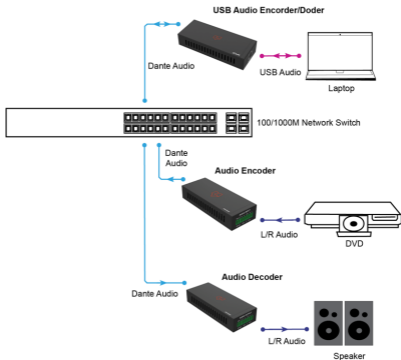 USB Audio Encorder/Doder
Dante Audio
USB Audio
Laptop
100/1000M Network Switch
Dante
Audio
Audio Encoder
L/R Audio
DVD
Audio Decoder
Dante Audio
L/R Audio
Speaker